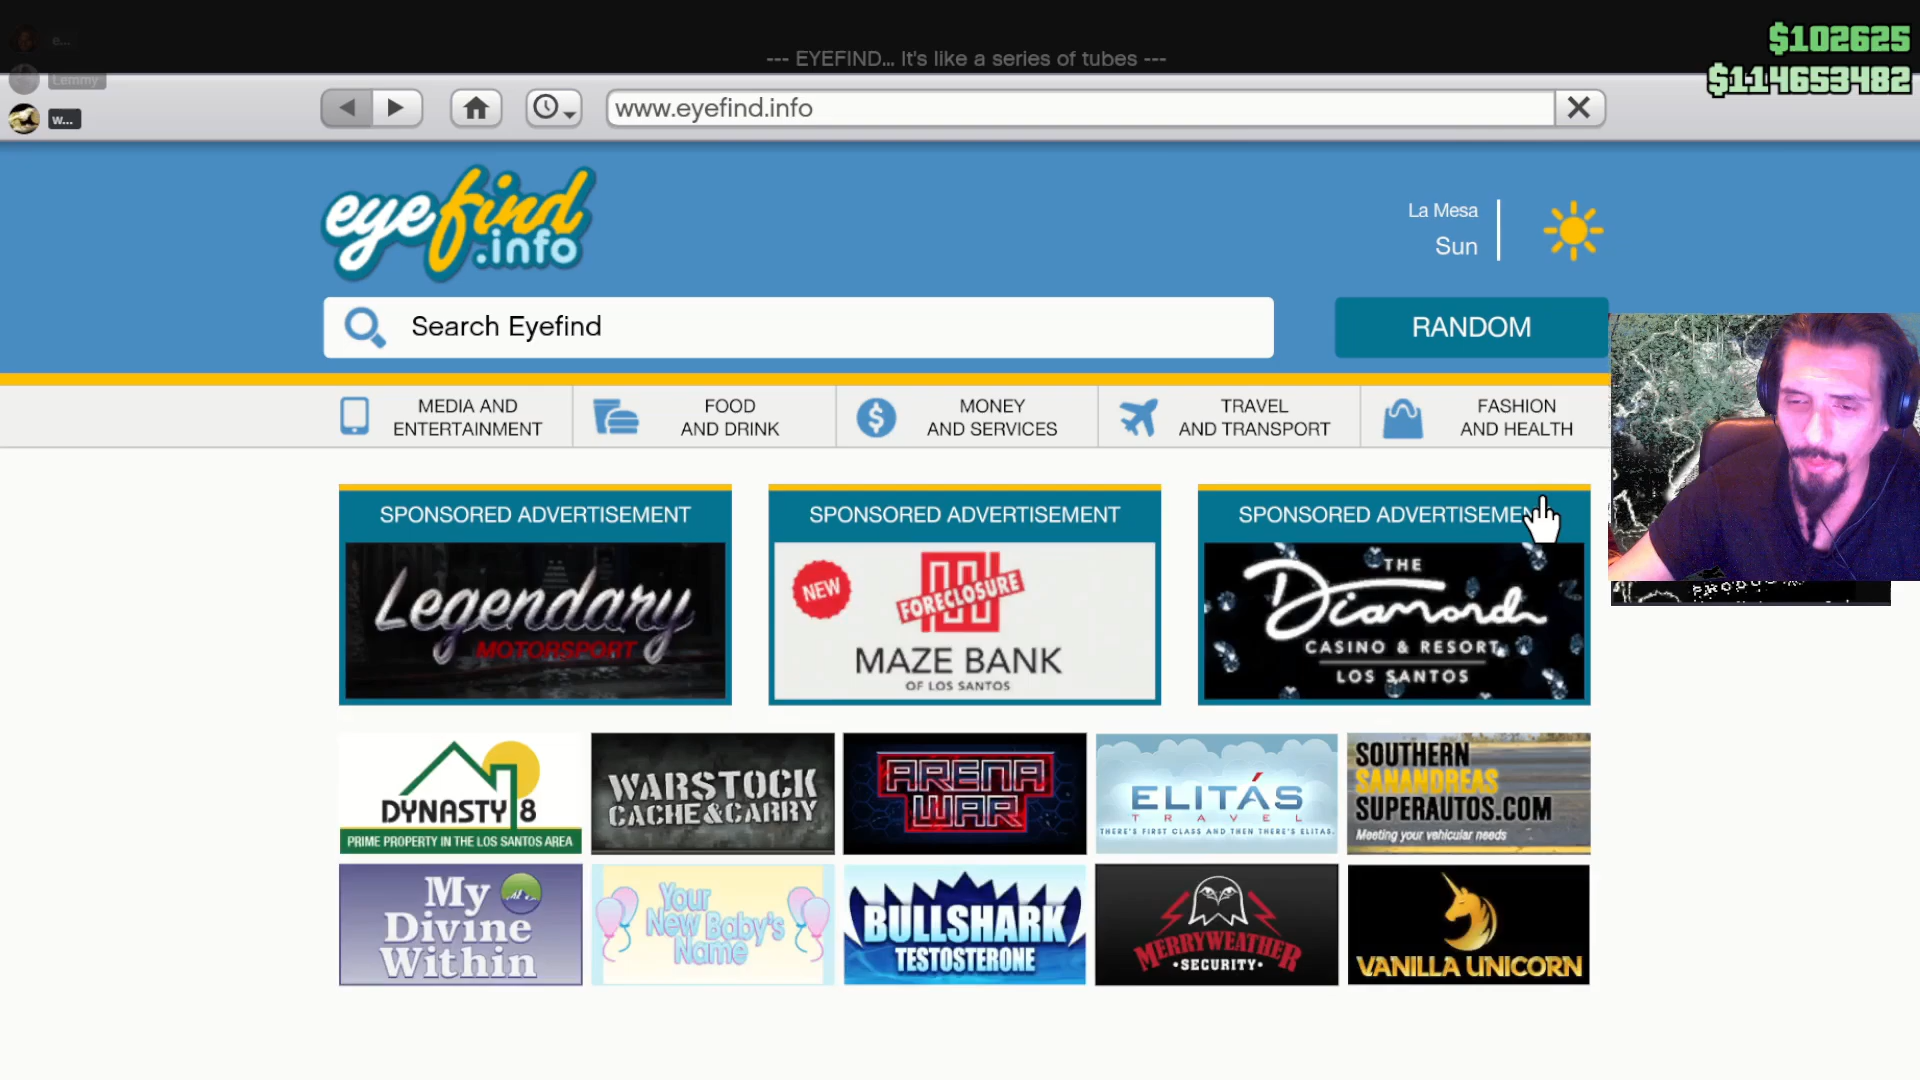 e...
Lemmy
w...
--- EYEFIND... It's like a series of tubes ---
$102625
$114653482
www.eyefind.info
eyefind
.info
La Mesa
Sun
Search Eyefind
RANDOM
MEDIA AND
ENTERTAINMENT
FOOD
AND DRINK
MONEY
AND SERVICES
TRAVEL
AND TRANSPORT
FASHION
AND HEALTH
SPONSORED ADVERTISEMENT
Legendary
MOTORSPORT
SPONSORED ADVERTISEMENT
NEW
FORECLOSURE
MAZE BANK
OF LOS SANTOS
SPONSORED ADVERTISEMEN
THE
Diamond
CASINO & RESORT
LOS SANTOS
DYNASTY 8
PRIME PROPERTY IN THE LOS SANTOS AREA
WARSTOCK
CACHE & CARRY
ARENA
WAR
ELITÁS
TRAVEL
THERE'S FIRST CLASS AND THEN THERE'S ELITAS.
SOUTHERN
SANANDREAS
SUPERAUTOS.COM
Meeting your vehicular needs
My
Divine
Within
Your
New Baby's
Name
BULLSHARK
TESTOSTERONE
MERRYWEATHER
•SECURITY•
VANILLA UNICORN